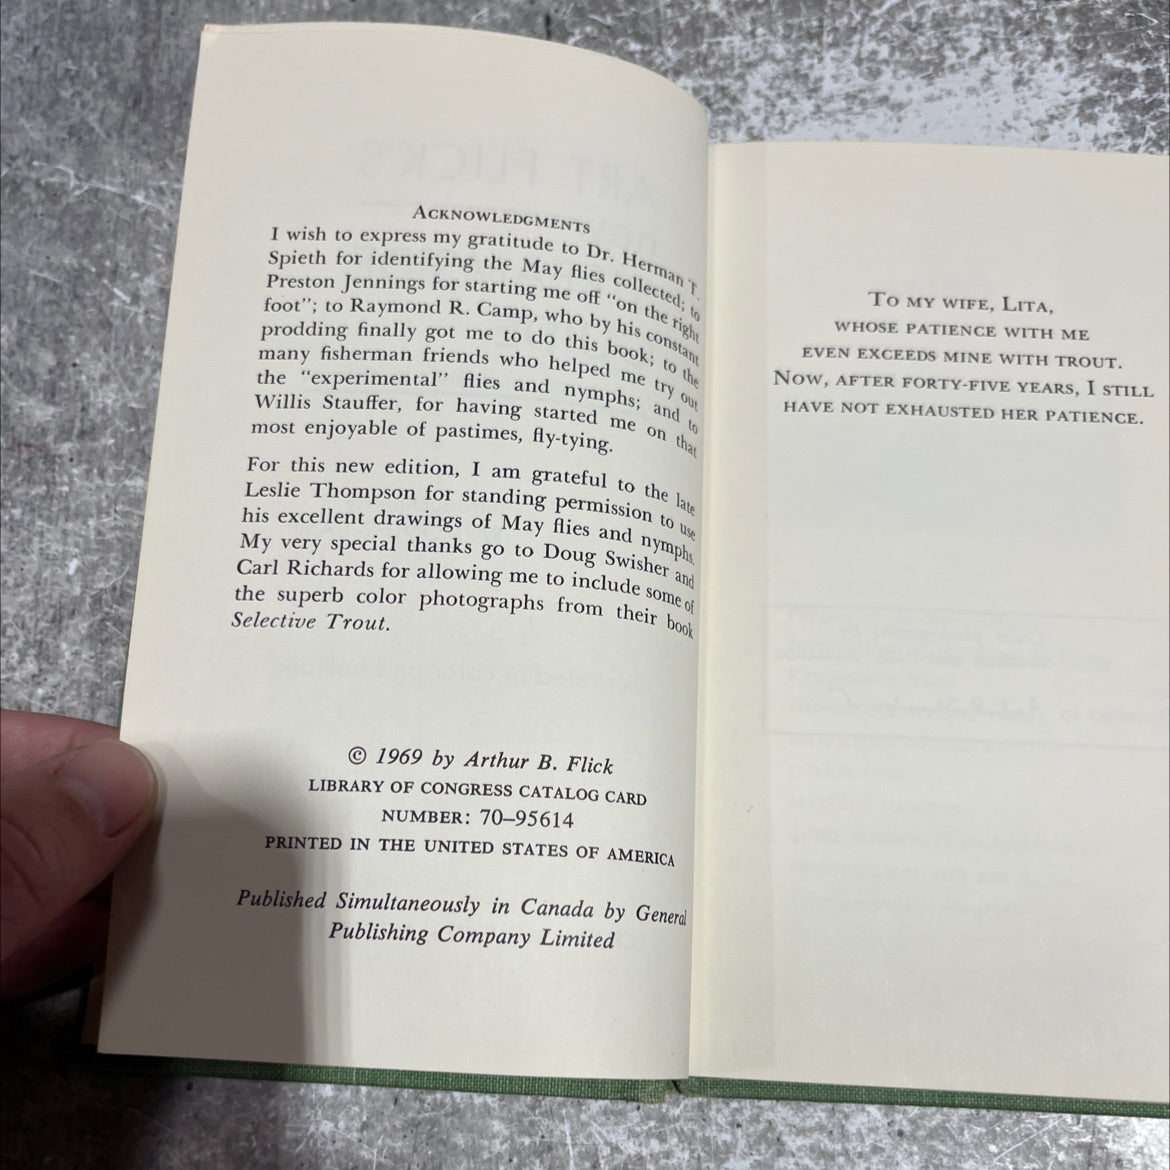 Acknowledgments
I wish to express my gratitude to Dr. Herman T.
Spieth for identifying the May flies collected; to
Preston Jennings for starting me off “on the right
foot”; to Raymond R. Camp, who by his constant
prodding finally got me to do this book; to the
many fisherman friends who helped me try out
the “experimental” flies and nymphs; and to
Willis Stauffer, for having started me on that
most enjoyable of pastimes, fly-tying.
For this new edition, I am grateful to the late
Leslie Thompson for standing permission to use
his excellent drawings of May flies and nymphs.
My very special thanks go to Doug Swisher and
Carl Richards for allowing me to include some of
the superb color photographs from their book
Selective Trout.
© 1969 by Arthur B. Flick
LIBRARY OF CONGRESS CATALOG CARD
NUMBER: 70–95614
PRINTED IN THE UNITED STATES OF AMERICA
Published Simultaneously in Canada by General
Publishing Company Limited
To my wife, Lita,
whose patience with me
even exceeds mine with trout.
Now, after forty-five years, I still
have not exhausted her patience.